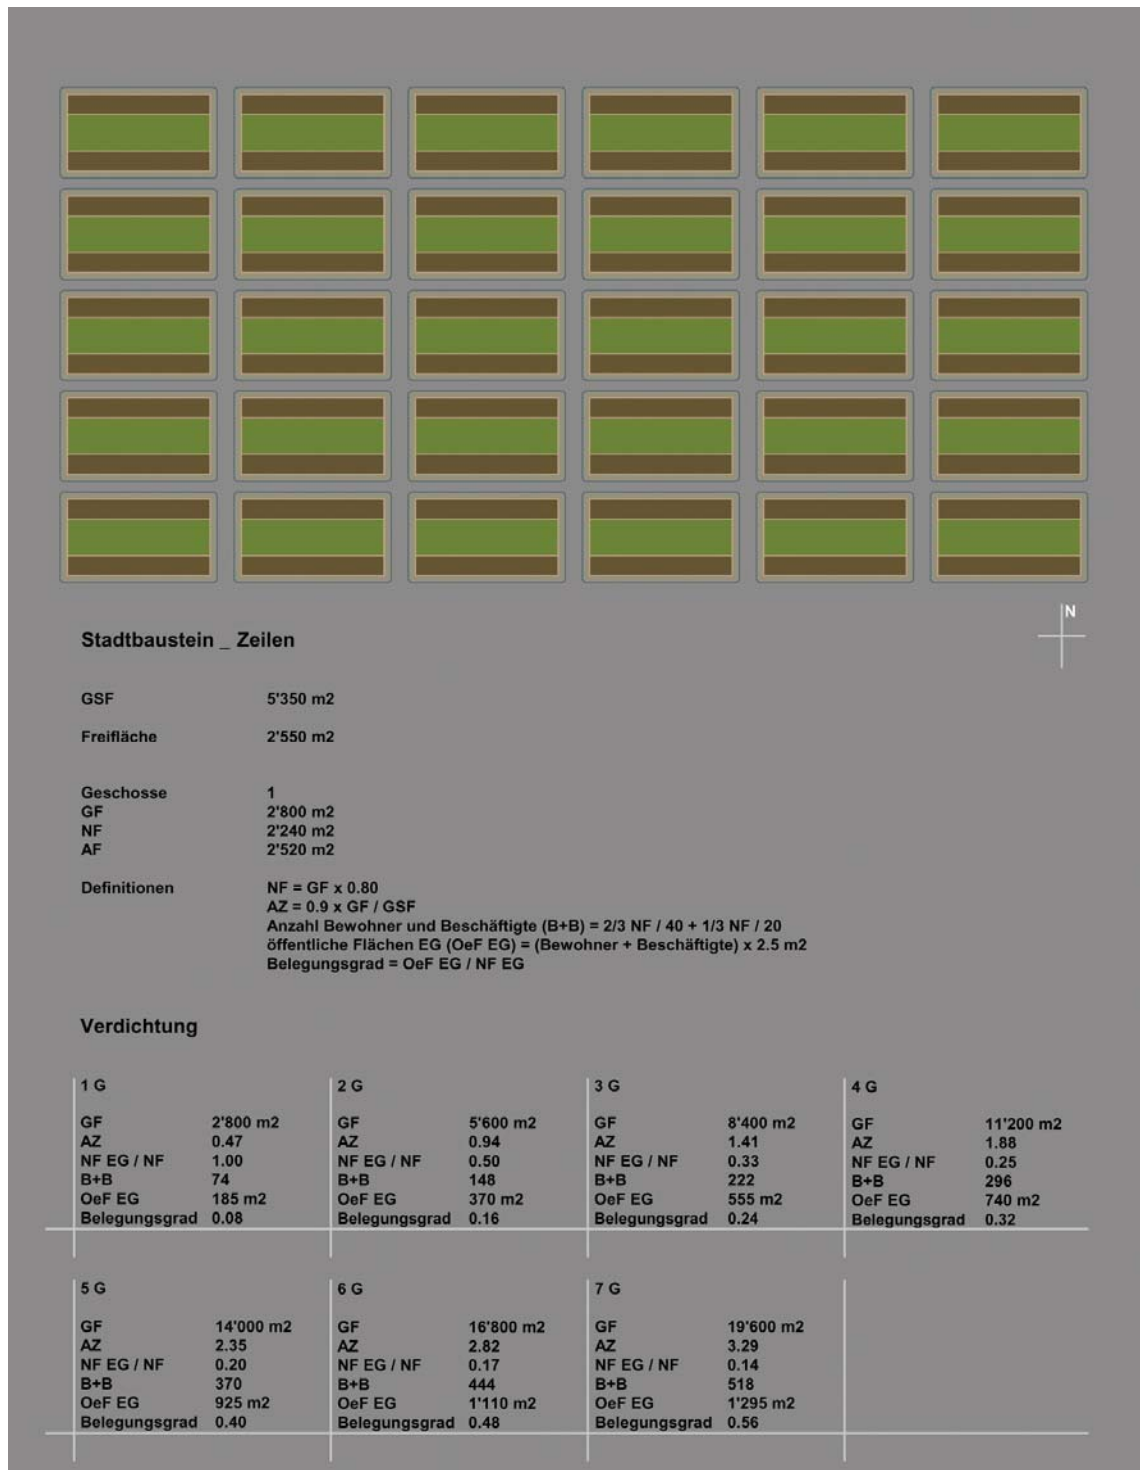 N
Stadtbaustein _ Zeilen
GSF 5'350 m2
Freifläche 2'550 m2
Geschosse 1
GF 2'800 m2
NF 2'240 m2
AF 2'520 m2
Definitionen NF = GF x 0.80
AZ = 0.9 x GF / GSF
Anzahl Bewohner und Beschäftigte (B+B) = 2/3 NF / 40 + 1/3 NF / 20
öffentliche Flächen EG (OeF EG) = (Bewohner + Beschäftigte) x 2.5 m2
Belegungsgrad = OeF EG / NF EG
Verdichtung
1 G
GF 2'800 m2
AZ 0.47
NF EG / NF 1.00
B+B 74
OeF EG 185 m2
Belegungsgrad 0.08
2 G
GF 5'600 m2
AZ 0.94
NF EG / NF 0.50
B+B 148
OeF EG 370 m2
Belegungsgrad 0.16
3 G
GF 8'400 m2
AZ 1.41
NF EG / NF 0.33
B+B 222
OeF EG 555 m2
Belegungsgrad 0.24
4 G
GF 11'200 m2
AZ 1.88
NF EG / NF 0.25
B+B 296
OeF EG 740 m2
Belegungsgrad 0.32
5 G
GF 14'000 m2
AZ 2.35
NF EG / NF 0.20
B+B 370
OeF EG 925 m2
Belegungsgrad 0.40
6 G
GF 16'800 m2
AZ 2.82
NF EG / NF 0.17
B+B 444
OeF EG 1'110 m2
Belegungsgrad 0.48
7 G
GF 19'600 m2
AZ 3.29
NF EG / NF 0.14
B+B 518
OeF EG 1'295 m2
Belegungsgrad 0.56